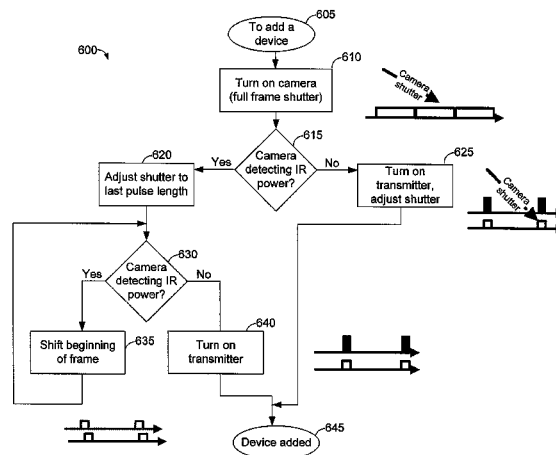 605
To add a
device
600
610
Turn on camera
(full frame shutter)
Camera
shutter
615
Camera
detecting IR
power?
Yes
No
620
Adjust shutter to
last pulse length
625
Turn on
transmitter,
adjust shutter
Camera
shutter
630
Camera
detecting IR
power?
Yes
No
635
Shift beginning
of frame
640
Turn on
transmitter
645
Device added